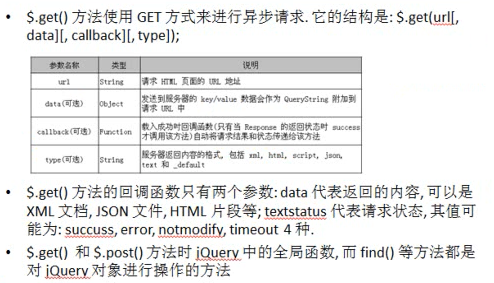 • $.get() 方法使用 GET 方式来进行异步请求. 它的结构是: $.get(url[,
data][, callback][, type]);
参数名称 类型 说明
url String 请求 HTML 页面的 URL 地址
data(可选) Object 发送到服务器的 key/value 数据会作为 QueryString 附加到
请求 URL 中
callback(可选) Function 载入成功时回调函数(只有当 Response 的返回状态时 success
才调用该方法)自动将请求结果和状态传递给该方法
type(可选) String 服务器返回内容的格式, 包括 xml, html, script, json,
text 和 _default
• $.get() 方法的回调函数只有两个参数: data 代表返回的内容, 可以是
XML 文档, JSON 文件, HTML 片段等; textstatus 代表请求状态, 其值可
能为: succuss, error, notmodify, timeout 4 种.
• $.get() 和 $.post() 方法时 jQuery 中的全局函数, 而 find() 等方法都是
对 jQuery 对象进行操作的方法